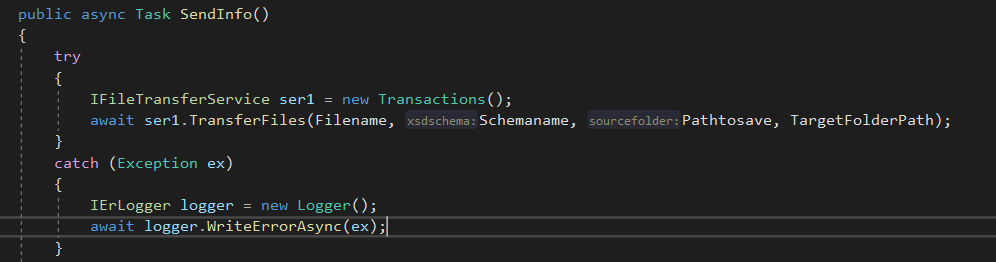 public async Task SendInfo()
{
try
{
IFileTransferService ser1 = new Transactions();
await ser1.TransferFiles(Filename, xsdschema: Schemaname, sourcefolder: Pathtosave, TargetFolderPath);
}
catch (Exception ex)
{
IErLogger logger = new Logger();
await logger.WriteErrorAsync(ex);
}